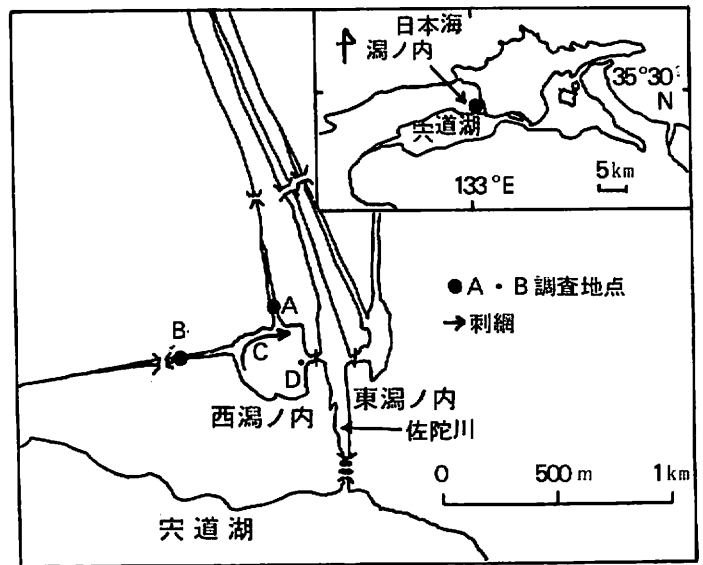 日本海
潟ノ内
35°30′
N
宍道湖
133°E
5km
●A・B調査地点
→刺網
A
B
C
D
西潟ノ内
東潟ノ内
佐陀川
0 500m 1km
宍道湖